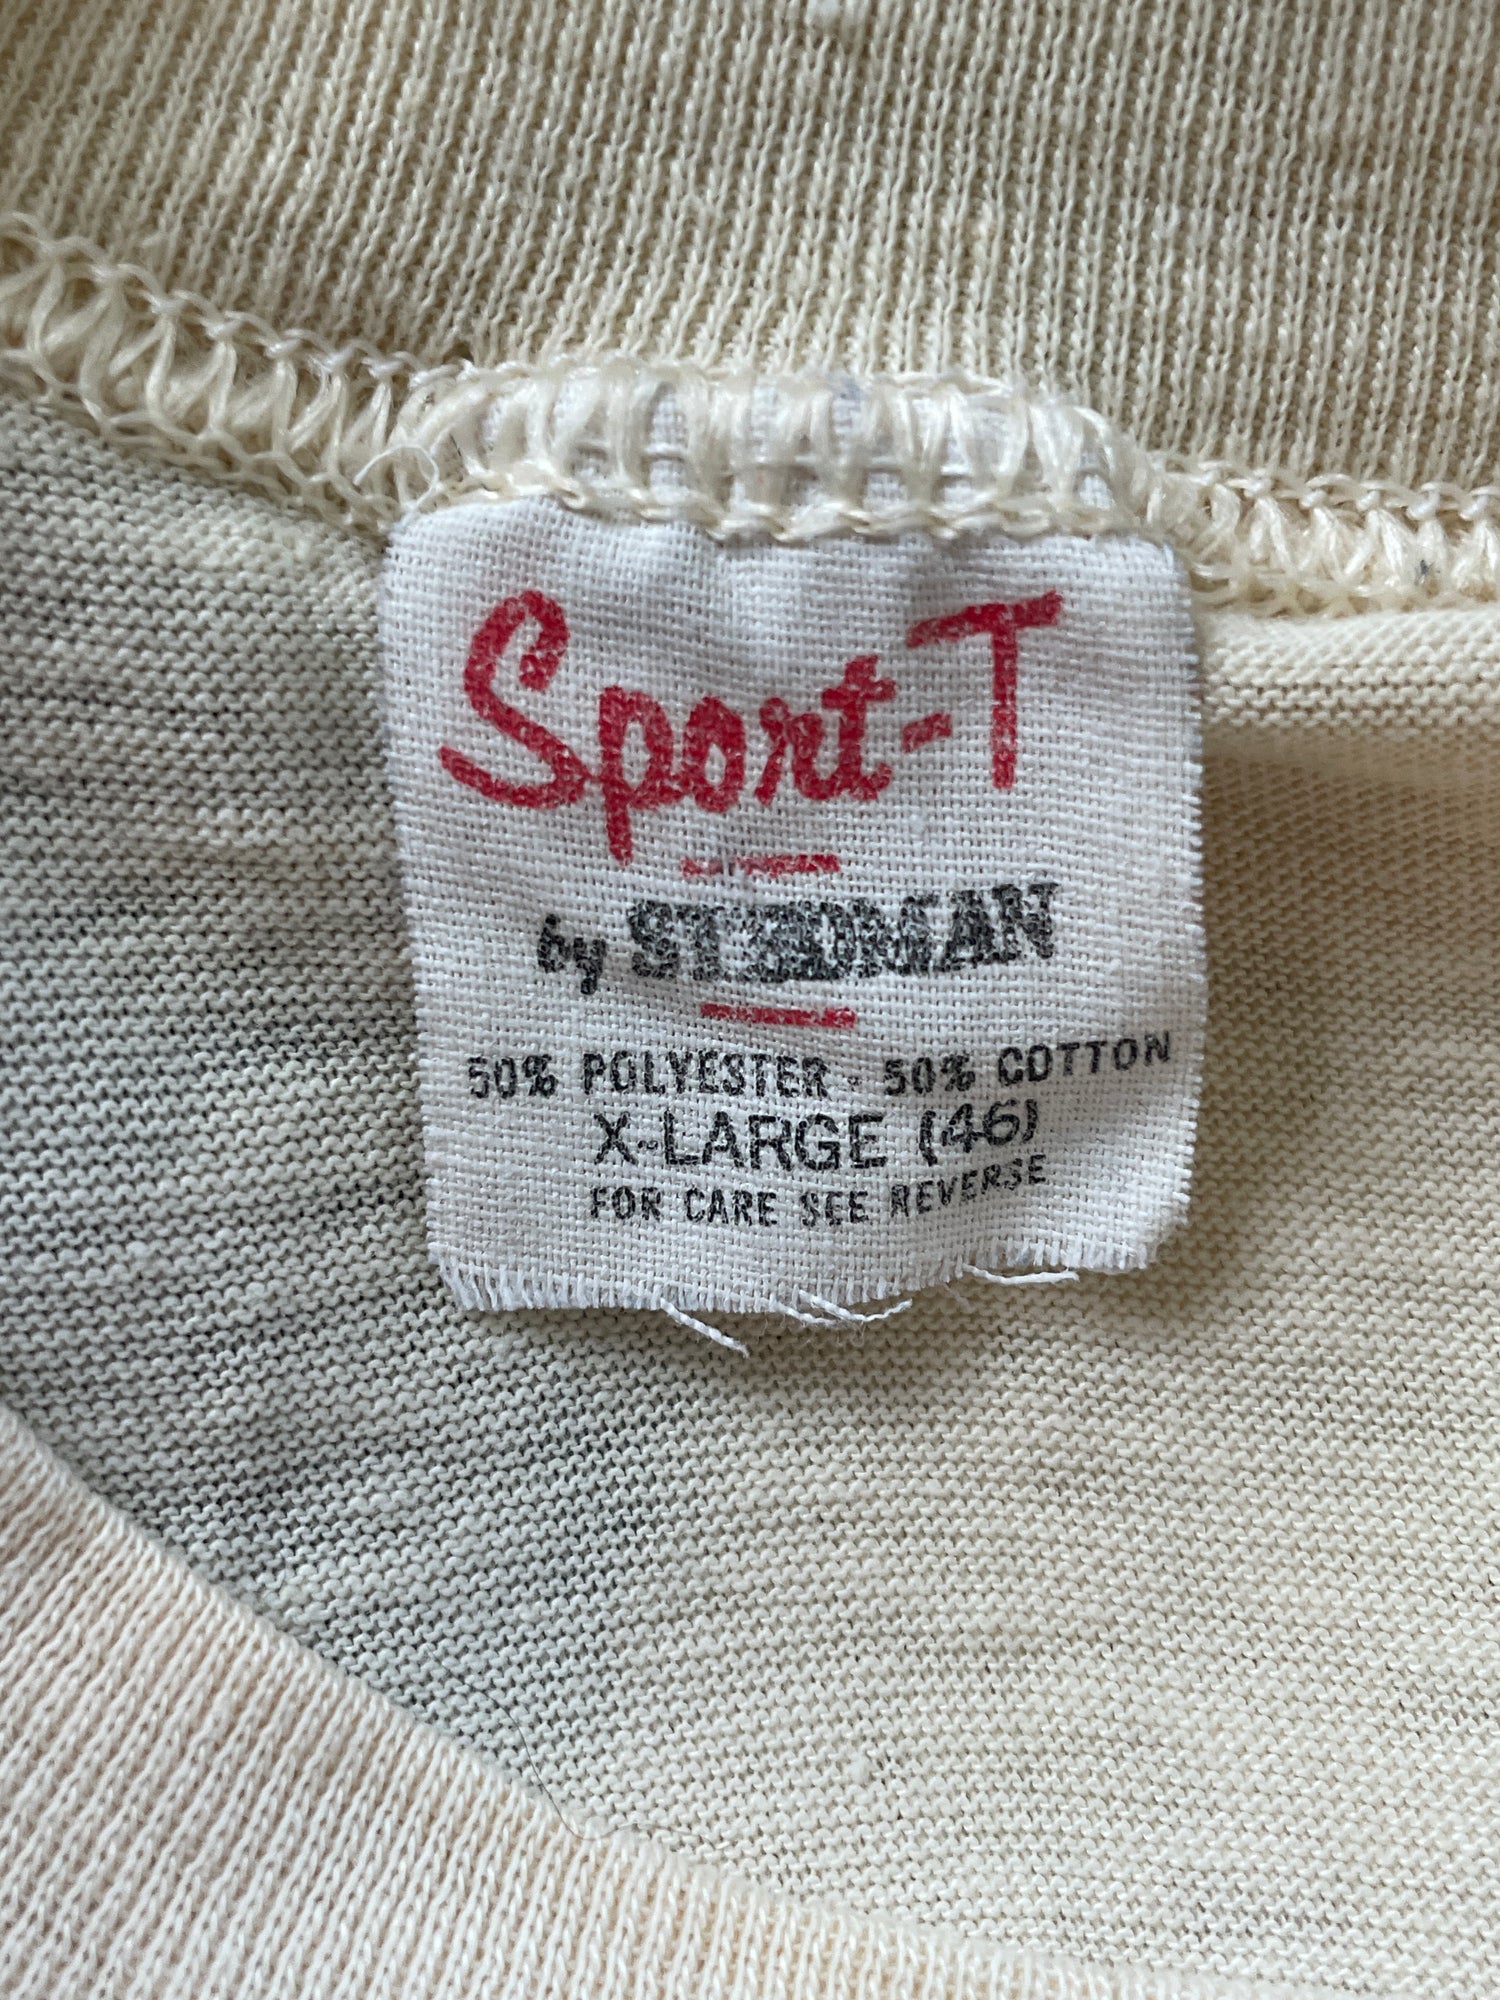 Sport-T
by STEDMAN
50% POLYESTER - 50% COTTON
X-LARGE (46)
FOR CARE SEE REVERSE